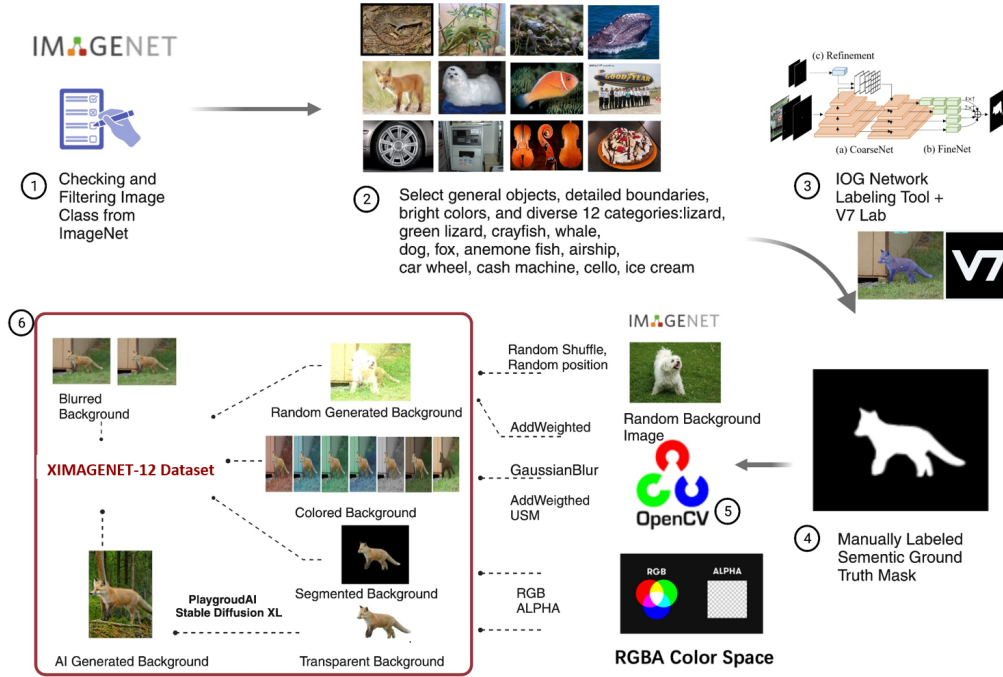 IMAGENET
1
Checking and
Filtering Image
Class from
ImageNet
GOODYEAR
2
Select general objects, detailed boundaries,
bright colors, and diverse 12 categories:lizard,
green lizard, crayfish, whale,
dog, fox, anemone fish, airship,
car wheel, cash machine, cello, ice cream
(c) Refinement
(a) CoarseNet
(b) FineNet
3
IOG Network
Labeling Tool +
V7 Lab
V7
4
Manually Labeled
Sementic Ground
Truth Mask
IMAGENET
Random Background
Image
OpenCV
5
RGB
ALPHA
RGBA Color Space
Random Shuffle,
Random position
AddWeighted
GaussianBlur
AddWeigthed
USM
RGB
ALPHA
6
Blurred
Background
Random Generated Background
XIMAGENET-12 Dataset
Colored Background
Segmented Background
PlaygroudAI
Stable Diffusion XL
AI Generated Background
Transparent Background